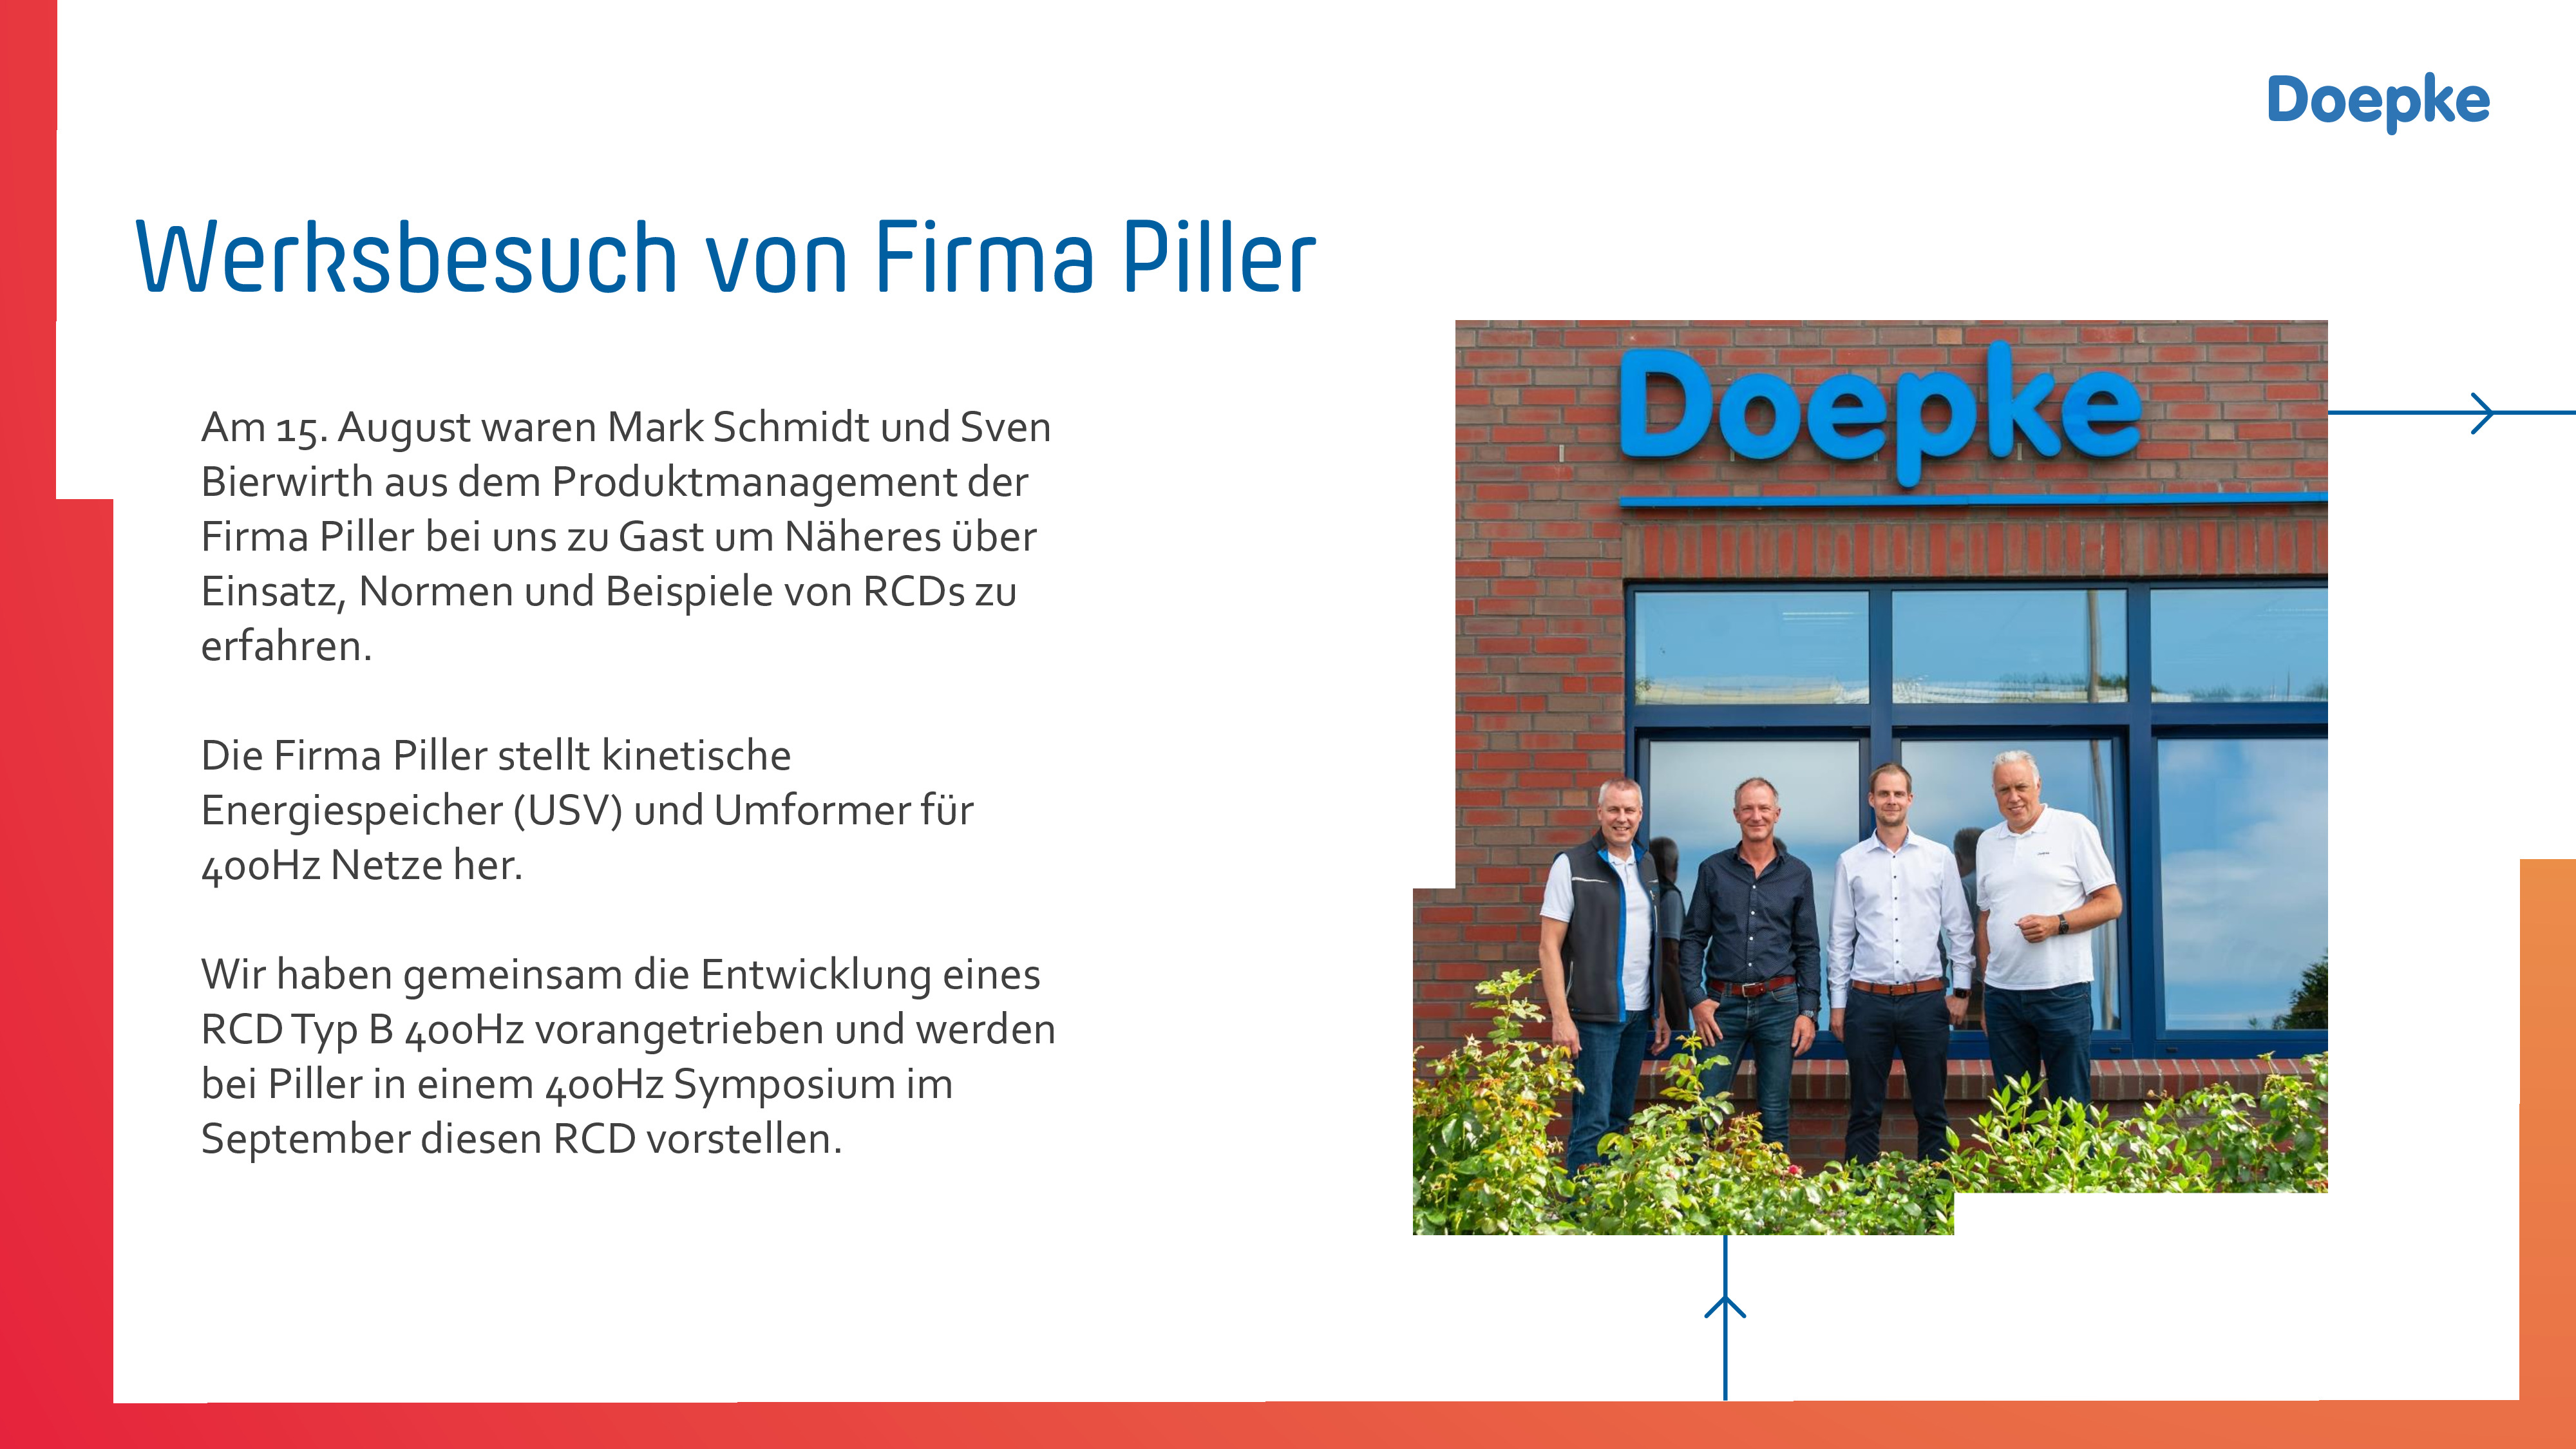 Doepke
Werksbesuch von Firma Piller
Am 15. August waren Mark Schmidt und Sven
Bierwirth aus dem Produktmanagement der
Firma Piller bei uns zu Gast um Näheres über
Einsatz, Normen und Beispiele von RCDs zu
erfahren.
Die Firma Piller stellt kinetische
Energiespeicher (USV) und Umformer für
400Hz Netze her.
Wir haben gemeinsam die Entwicklung eines
RCD Typ B 400Hz vorangetrieben und werden
bei Piller in einem 400Hz Symposium im
September diesen RCD vorstellen.
Doepke